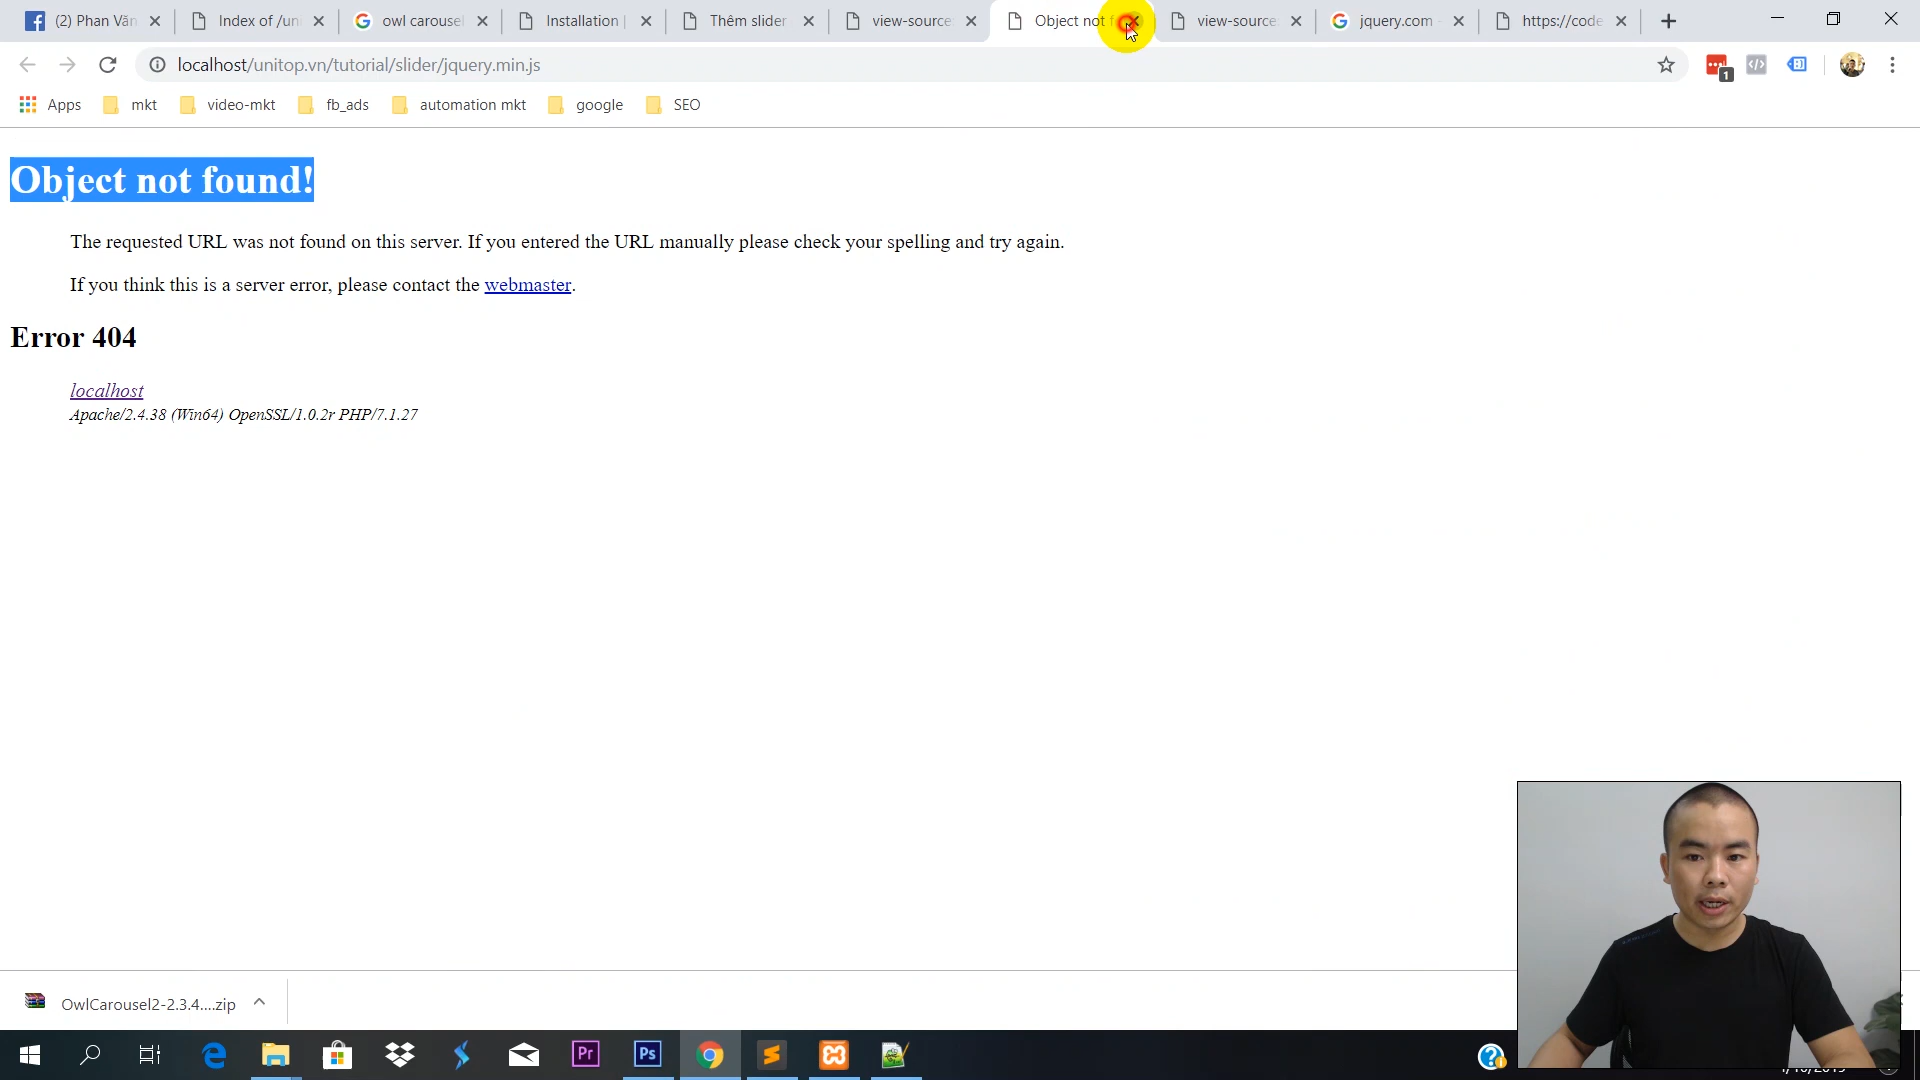 (2) Phan Văn
Index of /uni
owl carousel
Installation |
Thêm slider
view-source:
Object not f
view-source:
jquery.com -
https://code
localhost/unitop.vn/tutorial/slider/jquery.min.js
1
Apps
mkt
video-mkt
fb_ads
automation mkt
google
SEO
Object not found!
The requested URL was not found on this server. If you entered the URL manually please check your spelling and try again.
If you think this is a server error, please contact the webmaster.
Error 404
localhost
Apache/2.4.38 (Win64) OpenSSL/1.0.2r PHP/7.1.27
OwlCarousel2-2.3.4....zip
Pr
Ps